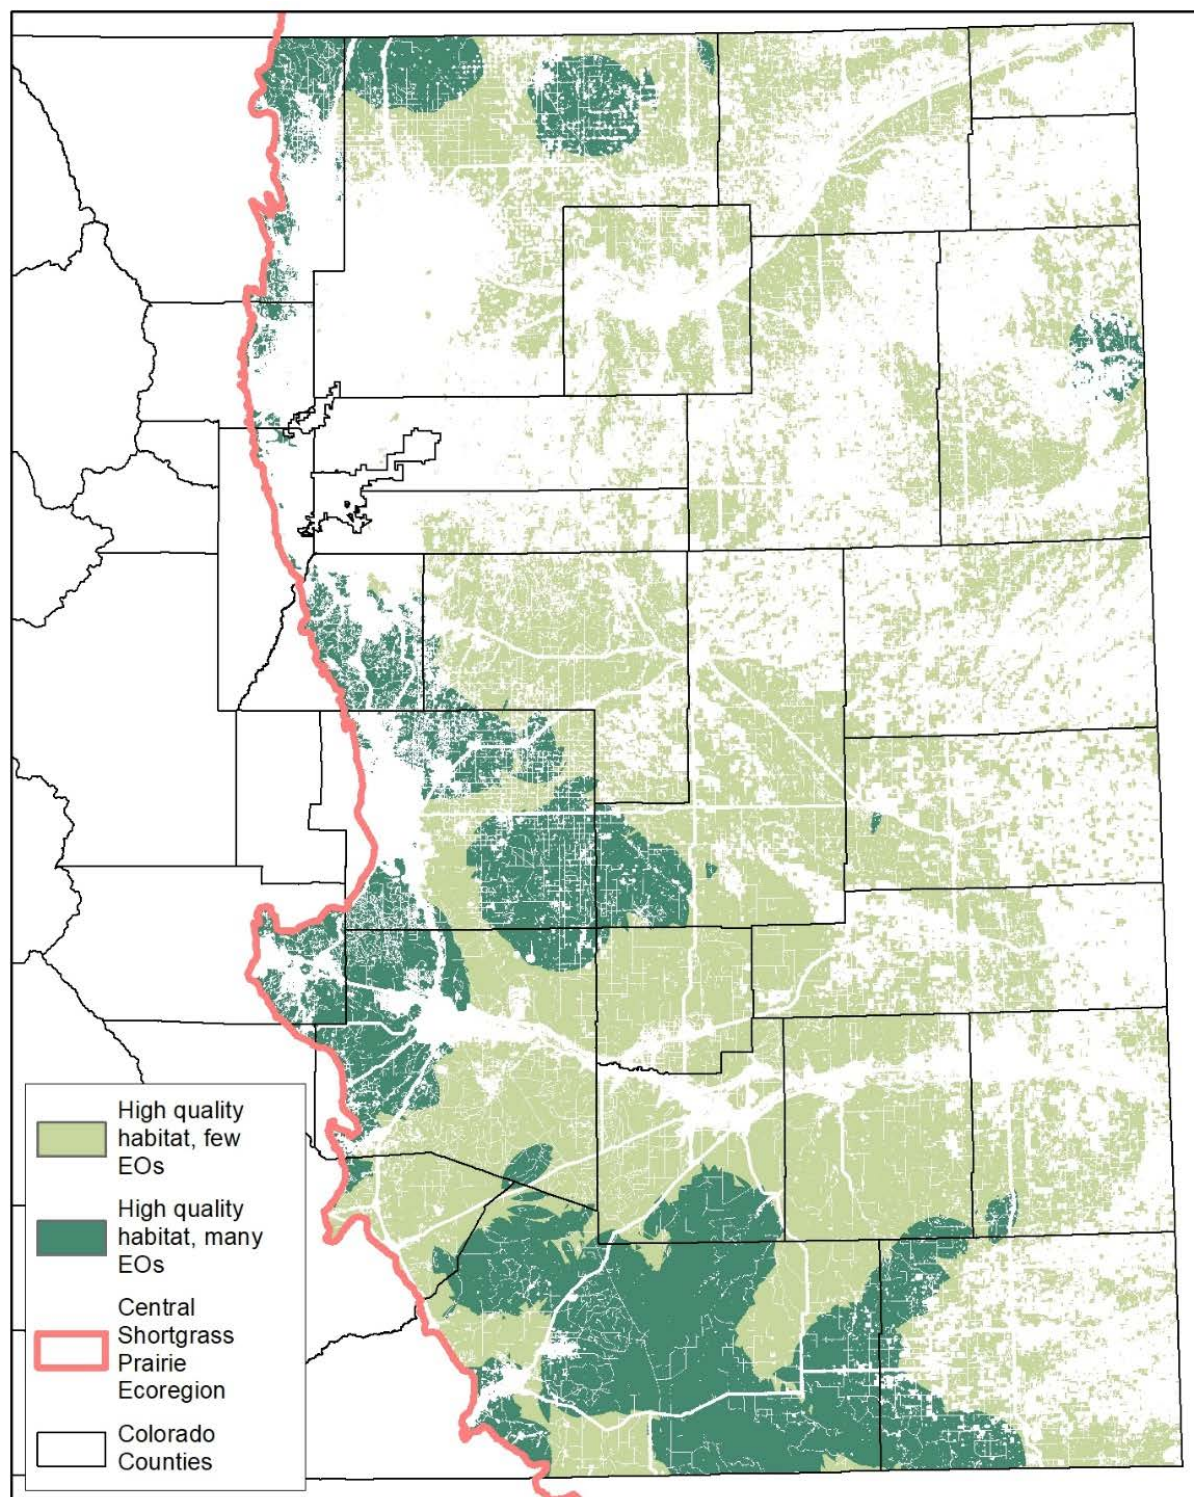 High quality
habitat, few
EOs
High quality
habitat, many
EOs
Central
Shortgrass
Prairie
Ecoregion
Colorado
Counties